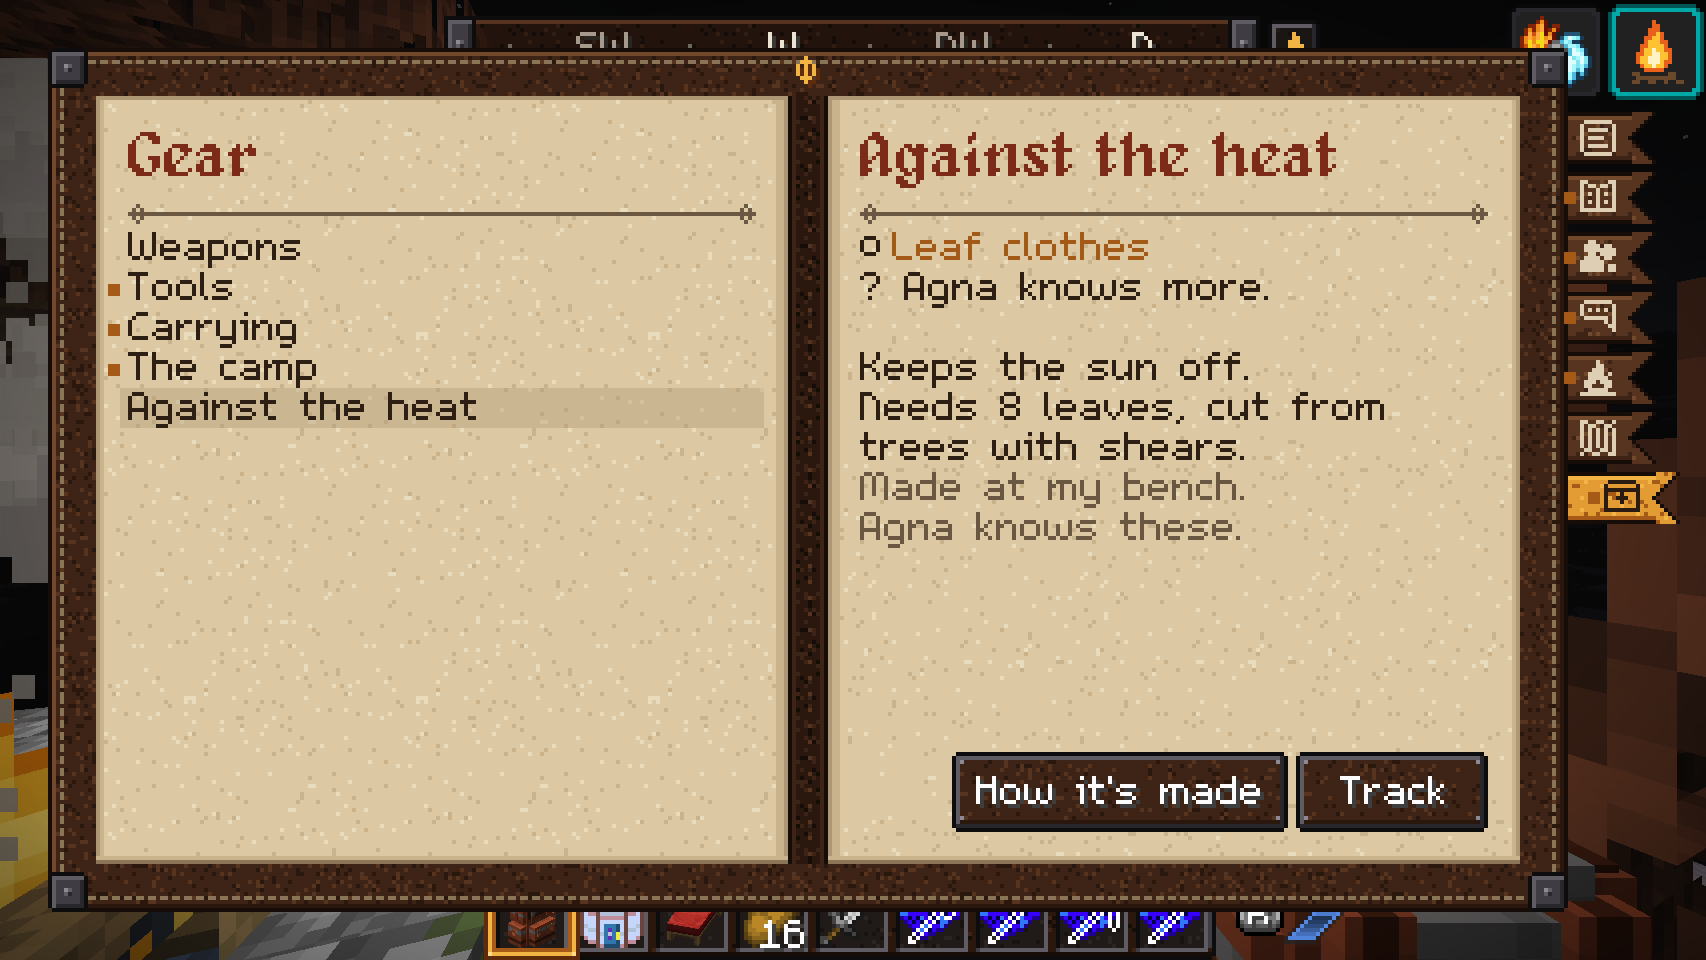 Gear
Weapons
Tools
Carrying
The camp
Against the heat
Against the heat
Leaf clothes
? Agna knows more.
Keeps the sun off.
Needs 8 leaves, cut from
trees with shears.
Made at my bench.
Agna knows these.
How it's made
Track
16